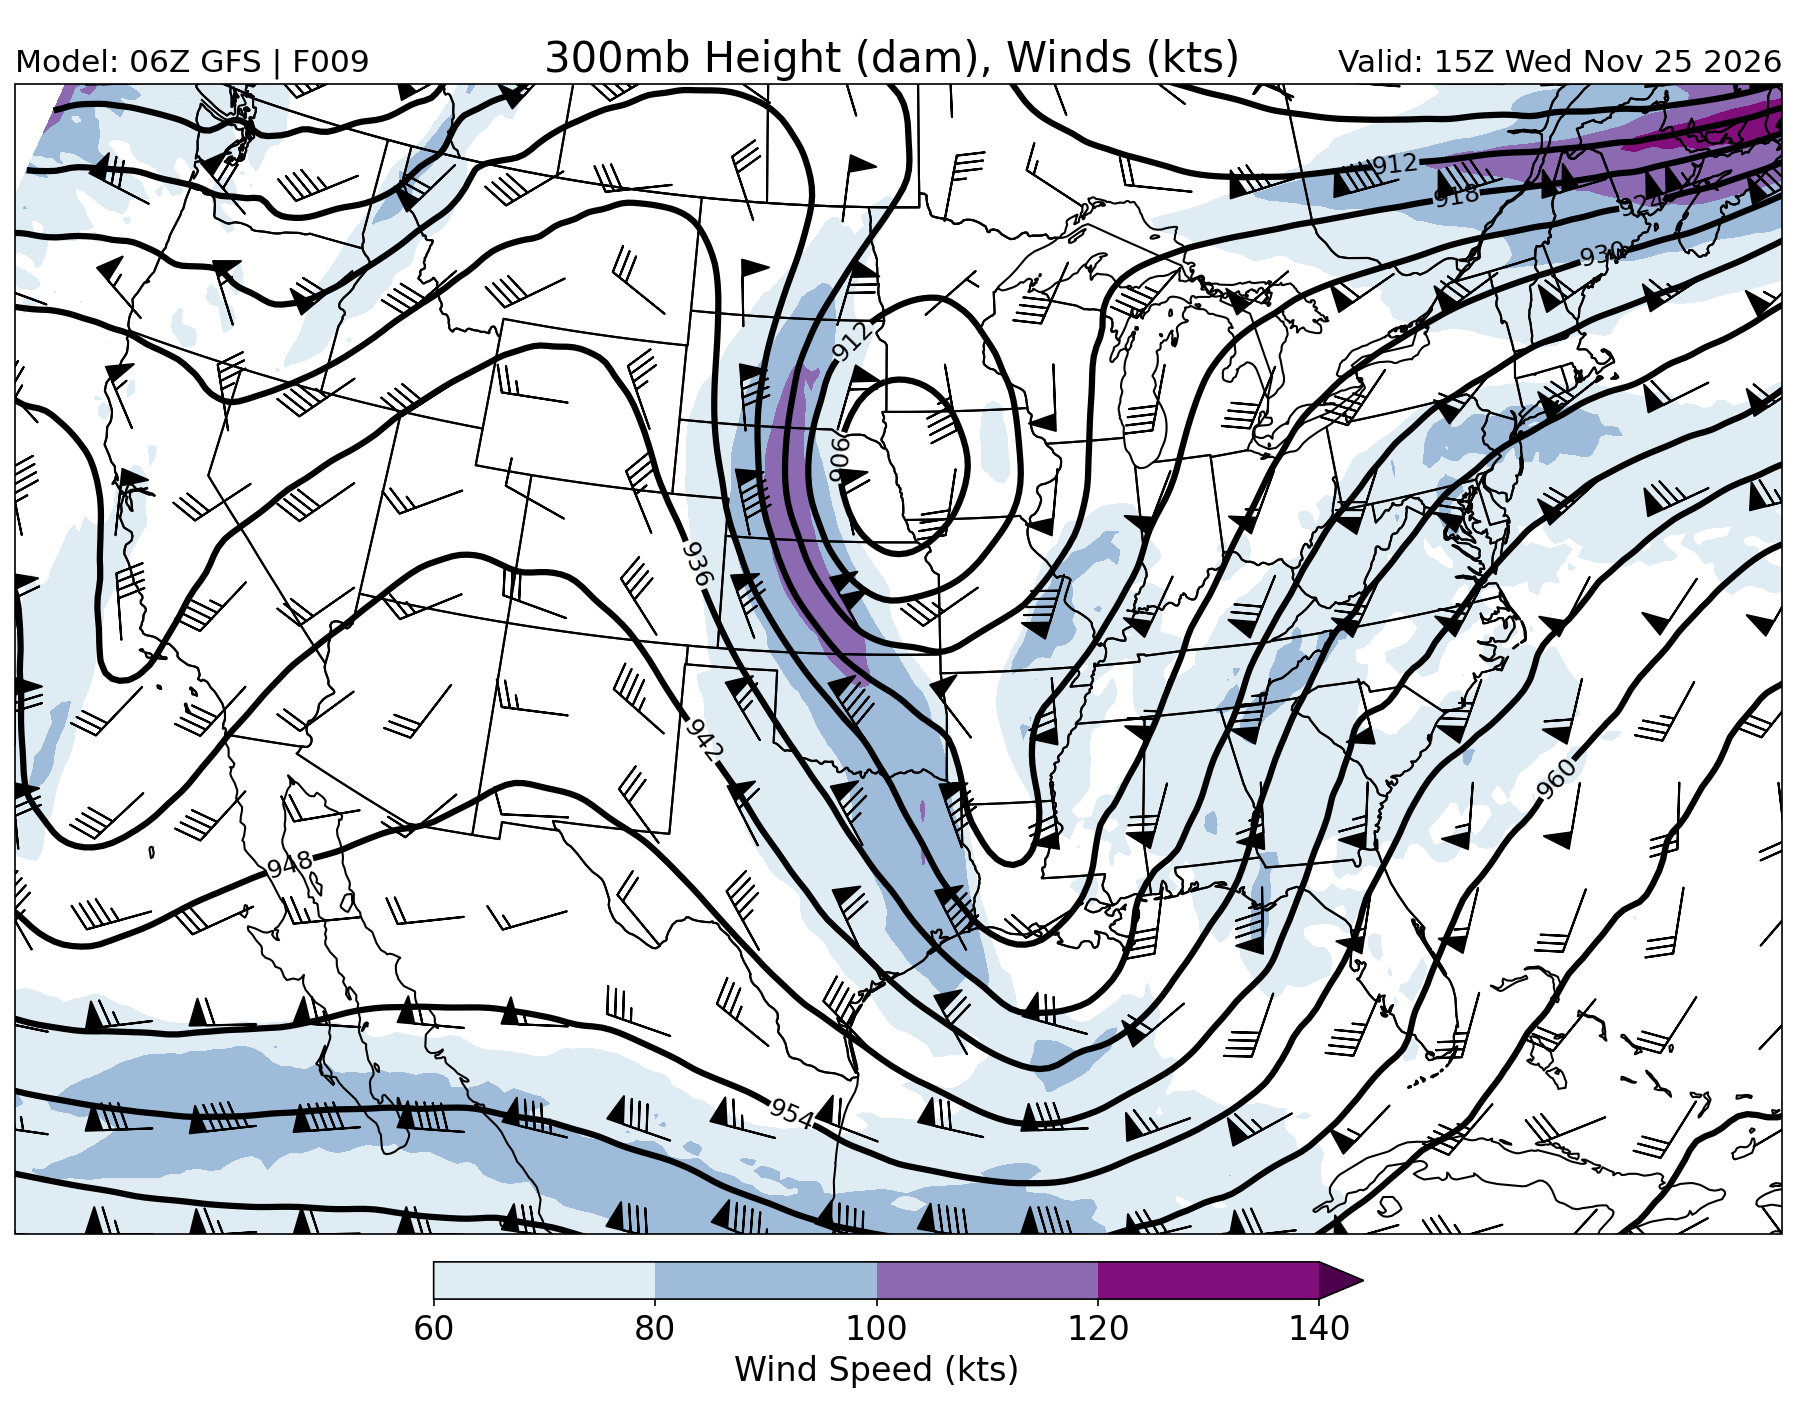 Model: 06Z GFS | F009
300mb Height (dam), Winds (kts)
Valid: 15Z Wed Nov 25 2026
912
918
924
930
912
906
936
942
960
948
954
60 80 100 120 140
Wind Speed (kts)